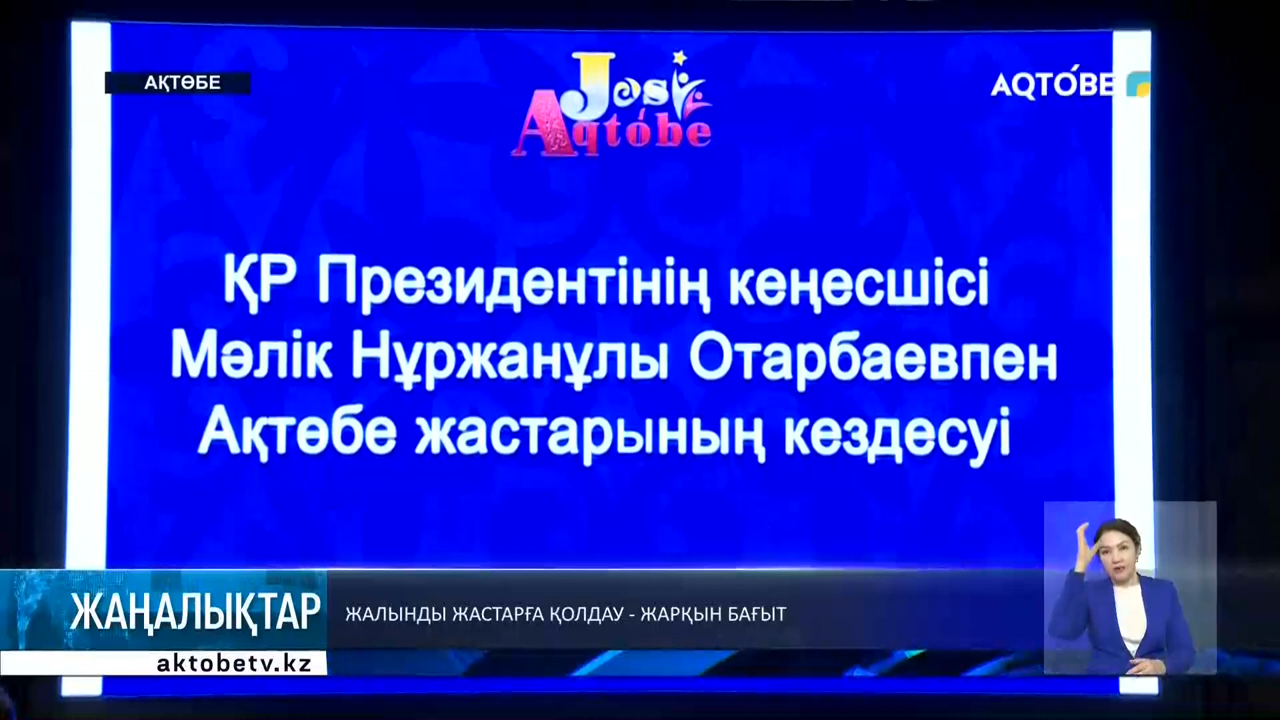 АҚТӨБЕ
AQTÓBE
Jas
Aqtóbe
ҚР Президентінің кеңесшісі
Мәлік Нұржанұлы Отарбаевпен
Ақтөбе жастарының кездесуі
ЖАҢАЛЫҚТАР
ЖАЛЫНДЫ ЖАСТАРҒА ҚОЛДАУ - ЖАРҚЫН БАҒЫТ
aktobetv.kz